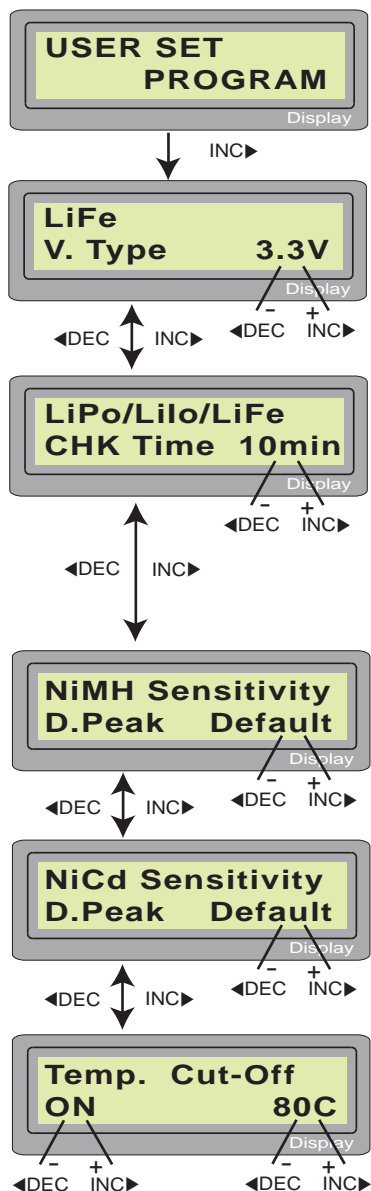 USER SET
PROGRAM
Display
INC▶
LiFe
V. Type 3.3V
Display
- +
◀DEC INC▶ ◀DEC INC▶
LiPo/LiIo/LiFe
CHK Time 10min
Display
- +
◀DEC INC▶
◀DEC INC▶
NiMH Sensitivity
D.Peak Default
Display
- +
◀DEC INC▶ ◀DEC INC▶
NiCd Sensitivity
D.Peak Default
Display
- +
◀DEC INC▶ ◀DEC INC▶
Temp. Cut-Off
ON 80C
Display
- + - +
◀DEC INC▶ ◀DEC INC▶